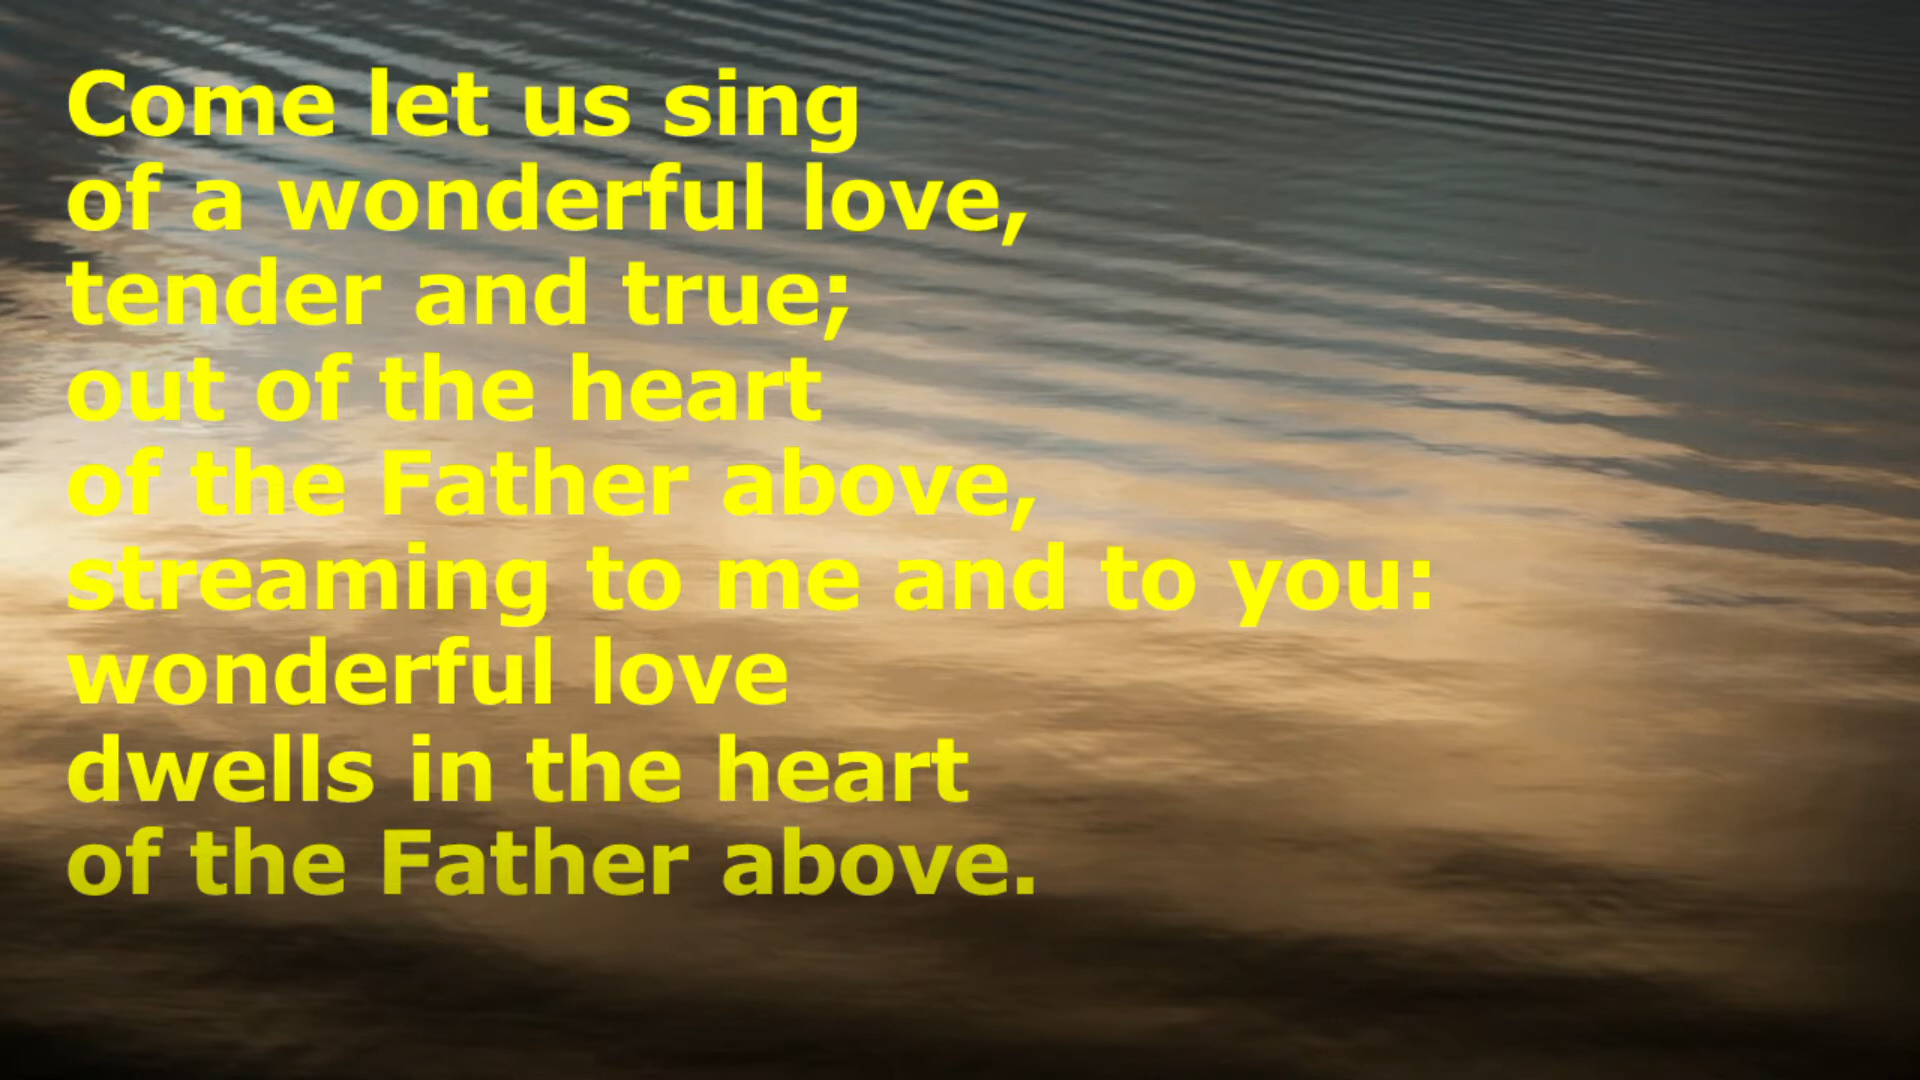 Come let us sing
of a wonderful love,
tender and true;
out of the heart
of the Father above,
streaming to me and to you:
wonderful love
dwells in the heart
of the Father above.